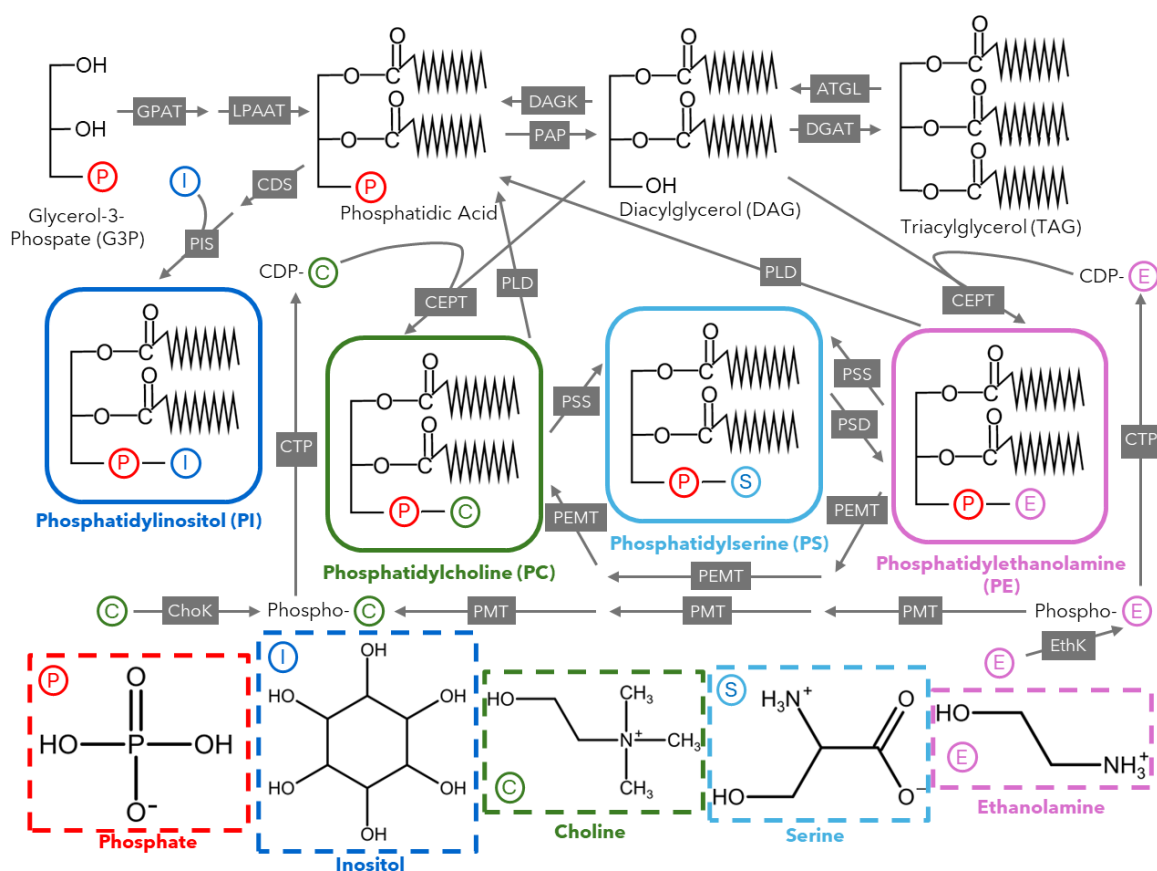 OH
OH
P
Glycerol-3-
Phospate (G3P)
GPAT
LPAAT
O
O C
O
O C
P
Phosphatidic Acid
DAGK
PAP
O
O C
O
O C
OH
Diacylglycerol (DAG)
ATGL
DGAT
O
O C
O
O C
O
O C
Triacylglycerol (TAG)
I
CDS
PIS
CDP- C
CEPT
PLD
PLD
CEPT
CDP- E
O
O C
O
O C
P I
Phosphatidylinositol (PI)
CTP
O
O C
O
O C
P C
Phosphatidylcholine (PC)
PSS
O
O C
O
O C
P S
Phosphatidylserine (PS)
PSS
PSD
O
O C
O
O C
P E
Phosphatidylethanolamine
(PE)
CTP
PEMT
PEMT
PEMT
C
ChoK
Phospho- C
PMT
PMT
PMT
Phospho- E
EthK
E
P
O
HO P OH
O−
Phosphate
I
OH
HO OH
HO OH
OH
Inositol
HO
CH3
N+
CH3
CH3
C
Choline
S
H3N+
O
HO
O−
Serine
HO
E
NH3+
Ethanolamine